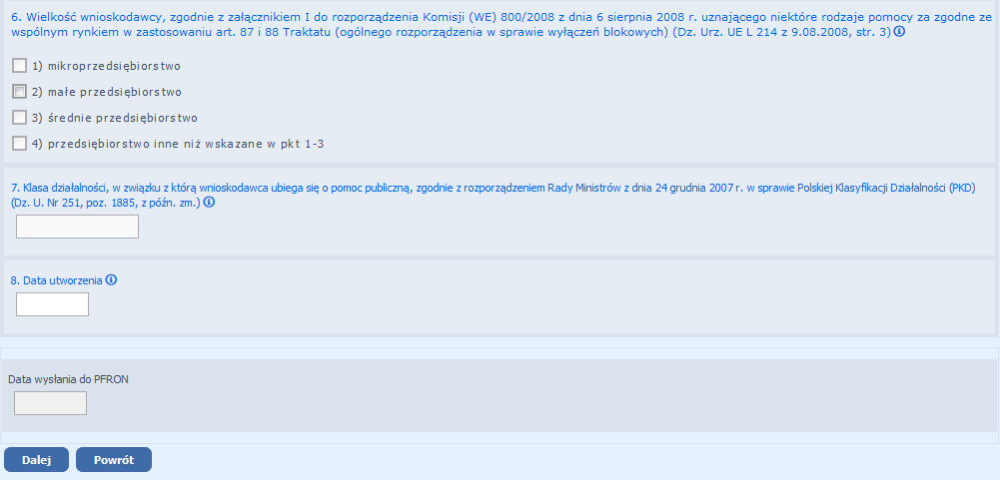 6. Wielkość wnioskodawcy, zgodnie z załącznikiem I do rozporządzenia Komisji (WE) 800/2008 z dnia 6 sierpnia 2008 r. uznającego niektóre rodzaje pomocy za zgodne ze
wspólnym rynkiem w zastosowaniu art. 87 i 88 Traktatu (ogólnego rozporządzenia w sprawie wyłączeń blokowych) (Dz. Urz. UE L 214 z 9.08.2008, str. 3)
1) mikroprzedsiębiorstwo
2) małe przedsiębiorstwo
3) średnie przedsiębiorstwo
4) przedsiębiorstwo inne niż wskazane w pkt 1-3
7. Klasa działalności, w związku z którą wnioskodawca ubiega się o pomoc publiczną, zgodnie z rozporządzeniem Rady Ministrów z dnia 24 grudnia 2007 r. w sprawie Polskiej Klasyfikacji Działalności (PKD)
(Dz. U. Nr 251, poz. 1885, z późn. zm.)
8. Data utworzenia
Data wysłania do PFRON
Dalej Powrót